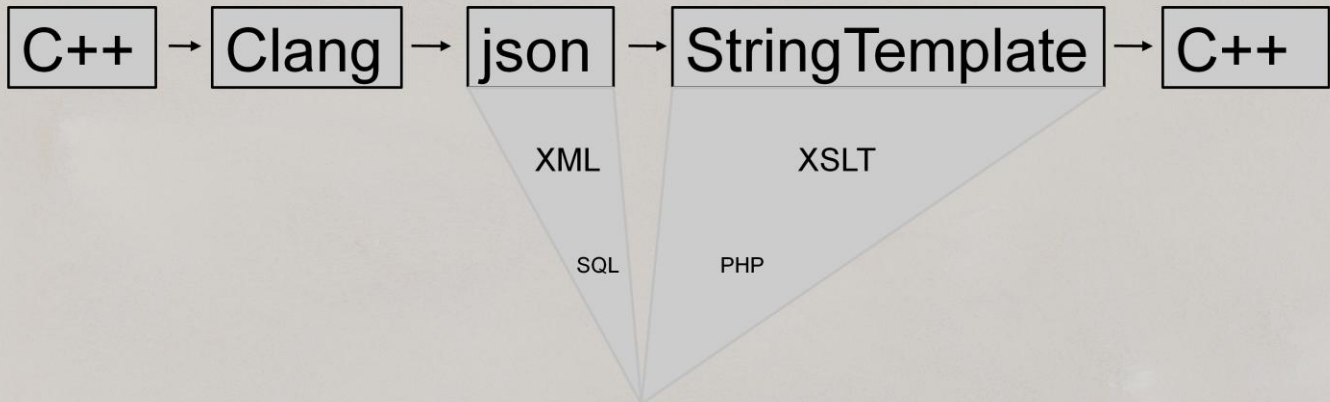 C++ → Clang → json → StringTemplate → C++
XML XSLT
SQL PHP